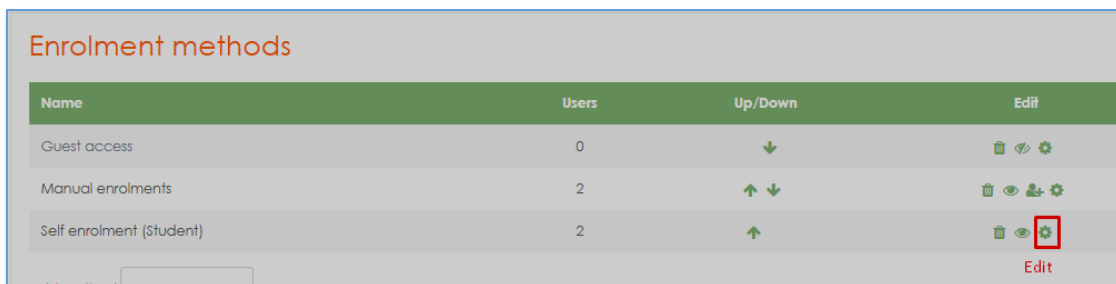 Enrolment methods
Name Users Up/Down Edit
Guest access 0
Manual enrolments 2
Self enrolment (Student) 2
Edit